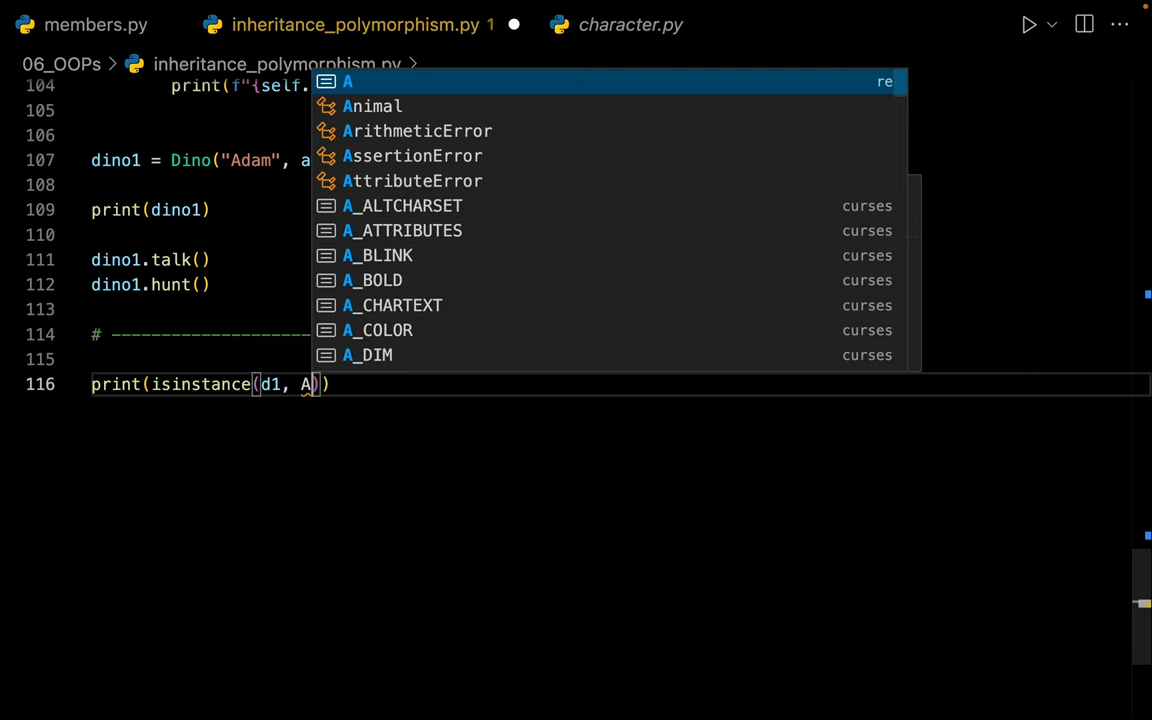 members.py inheritance_polymorphism.py 1 character.py
06_OOPs > inheritance_polymorphism.py >
104 print(f"{self.
105
106
107 dino1 = Dino("Adam", a
108
109 print(dino1)
110
111 dino1.talk()
112 dino1.hunt()
113
114 # --------------------
115
116 print(isinstance(d1, A))
A re
Animal
ArithmeticError
AssertionError
AttributeError
A_ALTCHARSET curses
A_ATTRIBUTES curses
A_BLINK curses
A_BOLD curses
A_CHARTEXT curses
A_COLOR curses
A_DIM curses